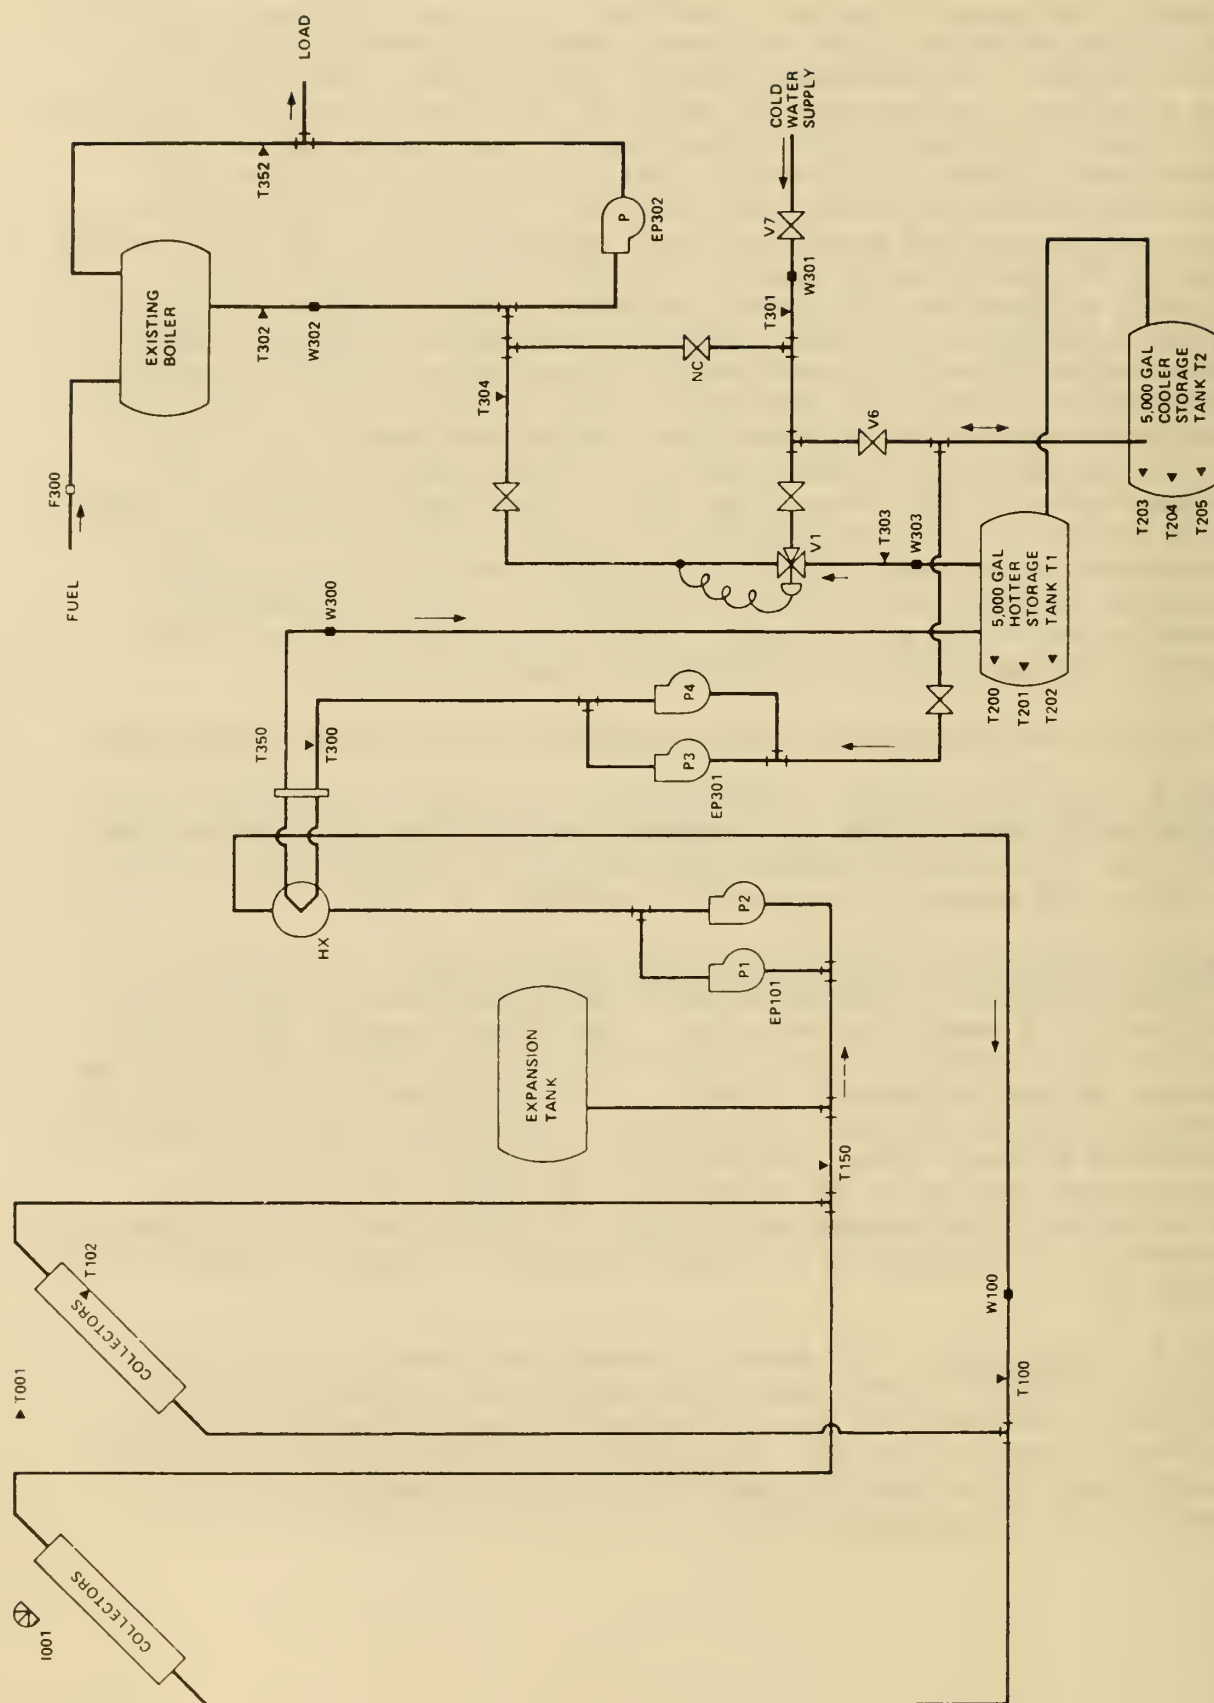 I001
COLLECTORS
T001
COLLECTORS
T102
T150
T100
W100
EXPANSION
TANK
HX
EP101
P1
P2
T350
T300
EP301
P3
P4
W300
FUEL
F300
EXISTING
BOILER
T302
W302
T352
LOAD
P
EP302
T304
NC
T301
W301
V7
COLD
WATER
SUPPLY
V6
V1
T303
W303
5,000 GAL
HOTTER
STORAGE
TANK T1
T200
T201
T202
5,000 GAL
COOLER
STORAGE
TANK T2
T203
T204
T205